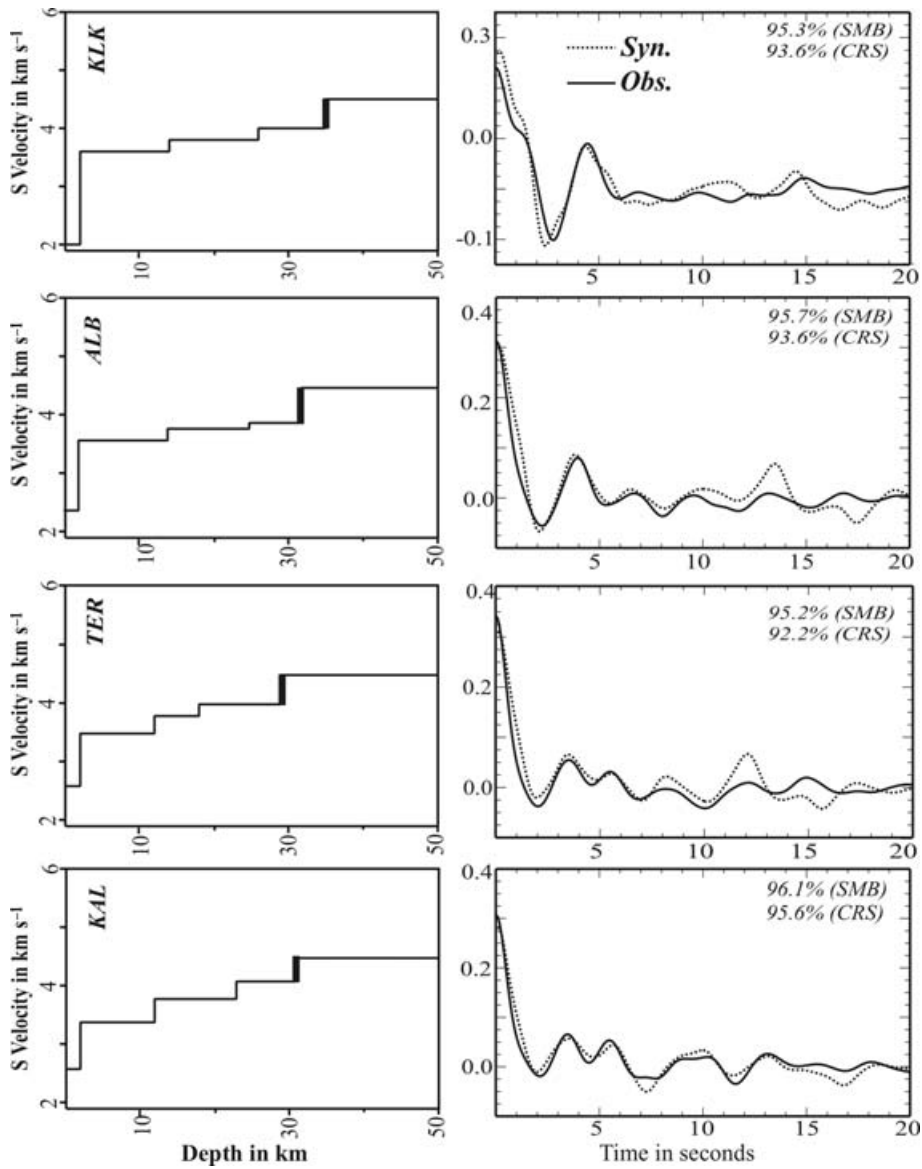 S Velocity in km s⁻¹
6
4
2
KLK
10
30
50
0.3
0.0
-0.1
Syn.
Obs.
95.3% (SMB)
93.6% (CRS)
5
10
15
20
S Velocity in km s⁻¹
6
4
2
ALB
10
30
50
0.4
0.2
0.0
95.7% (SMB)
93.6% (CRS)
5
10
15
20
S Velocity in km s⁻¹
6
4
2
TER
10
30
50
0.4
0.2
0.0
95.2% (SMB)
92.2% (CRS)
5
10
15
20
S Velocity in km s⁻¹
6
4
2
KAL
10
30
50
Depth in km
0.4
0.2
0.0
96.1% (SMB)
95.6% (CRS)
5
10
15
20
Time in seconds